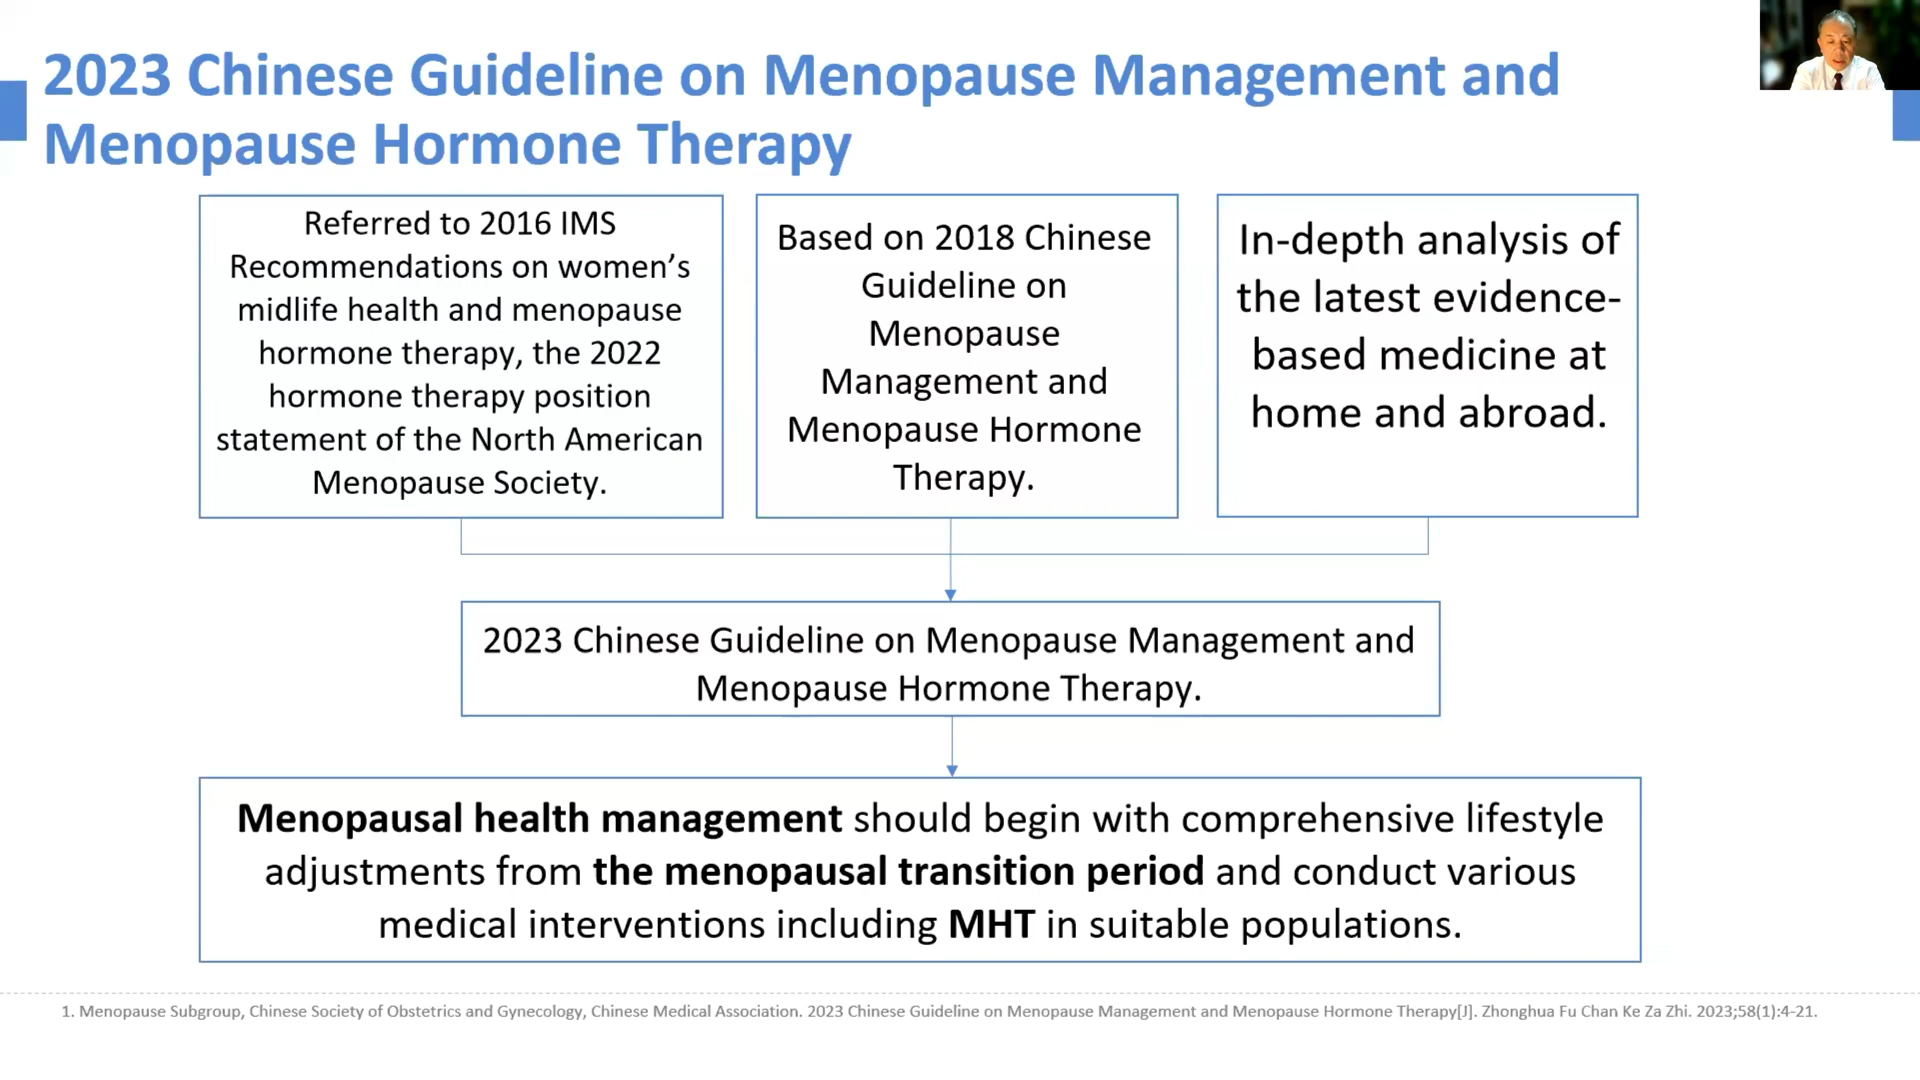 2023 Chinese Guideline on Menopause Management and
Menopause Hormone Therapy
Referred to 2016 IMS
Recommendations on women’s
midlife health and menopause
hormone therapy, the 2022
hormone therapy position
statement of the North American
Menopause Society.
Based on 2018 Chinese
Guideline on
Menopause
Management and
Menopause Hormone
Therapy.
In-depth analysis of
the latest evidence-
based medicine at
home and abroad.
2023 Chinese Guideline on Menopause Management and
Menopause Hormone Therapy.
Menopausal health management should begin with comprehensive lifestyle
adjustments from the menopausal transition period and conduct various
medical interventions including MHT in suitable populations.
1. Menopause Subgroup, Chinese Society of Obstetrics and Gynecology, Chinese Medical Association. 2023 Chinese Guideline on Menopause Management and Menopause Hormone Therapy[J]. Zhonghua Fu Chan Ke Za Zhi. 2023;58(1):4-21.